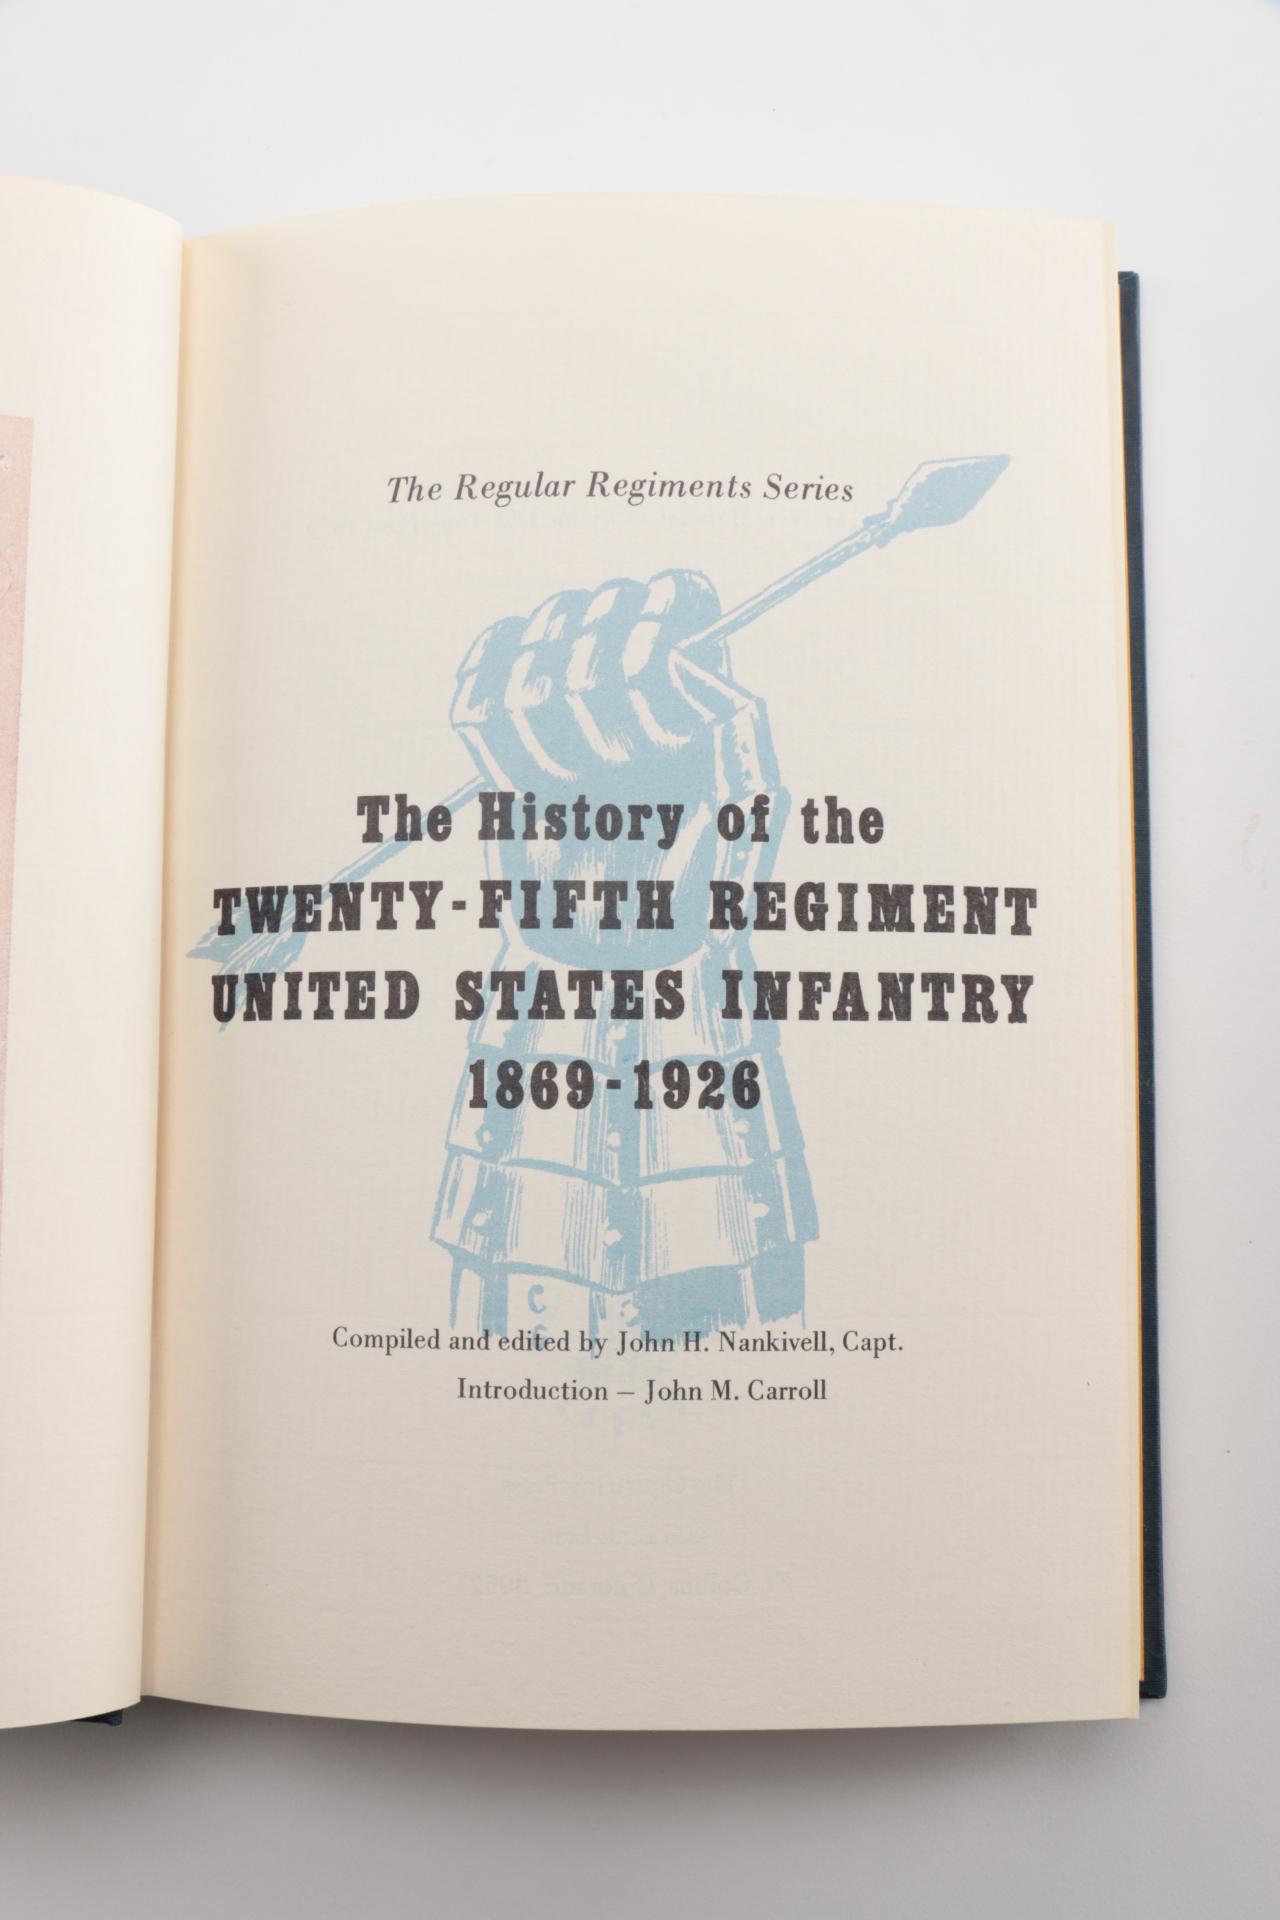 The Regular Regiments Series
The History of the
TWENTY-FIFTH REGIMENT
UNITED STATES INFANTRY
1869-1926
Compiled and edited by John H. Nankivell, Capt.
Introduction — John M. Carroll